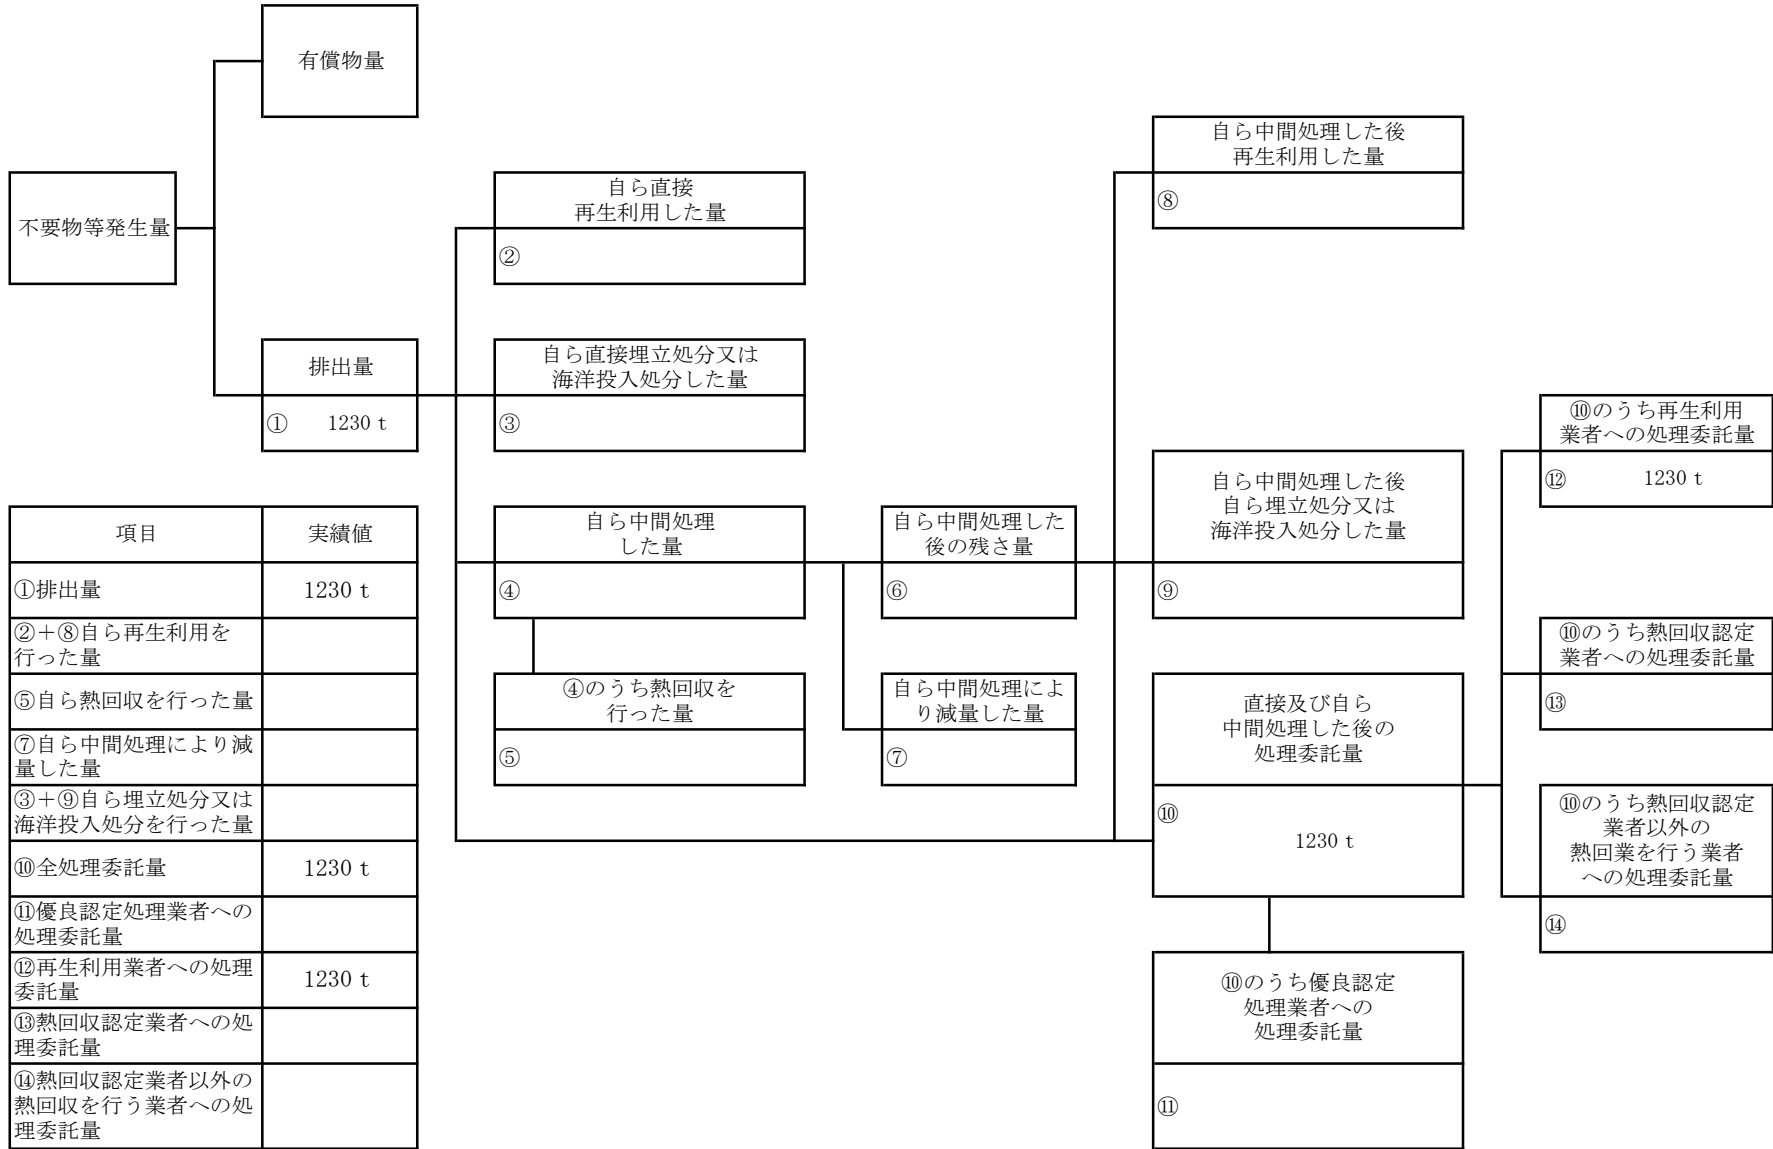 有償物量
不要物等発生量
排出量
① 1230 t
自ら直接
再生利用した量
②
自ら直接埋立処分又は
海洋投入処分した量
③
自ら中間処理
した量
④
④のうち熱回収を
行った量
⑤
自ら中間処理した
後の残さ量
⑥
自ら中間処理によ
り減量した量
⑦
自ら中間処理した後
再生利用した量
⑧
自ら中間処理した後
自ら埋立処分又は
海洋投入処分した量
⑨
直接及び自ら
中間処理した後の
処理委託量
⑩
1230 t
⑩のうち優良認定
処理業者への
処理委託量
⑪
⑩のうち再生利用
業者への処理委託量
⑫ 1230 t
⑩のうち熱回収認定
業者への処理委託量
⑬
⑩のうち熱回収認定
業者以外の
熱回業を行う業者
への処理委託量
⑭
項目 実績値
①排出量 1230 t
②+⑧自ら再生利用を
行った量
⑤自ら熱回収を行った量
⑦自ら中間処理により減
量した量
③+⑨自ら埋立処分又は
海洋投入処分を行った量
⑩全処理委託量 1230 t
⑪優良認定処理業者への
処理委託量
⑫再生利用業者への処理
委託量 1230 t
⑬熱回収認定業者への処
理委託量
⑭熱回収認定業者以外の
熱回収を行う業者への処
理委託量